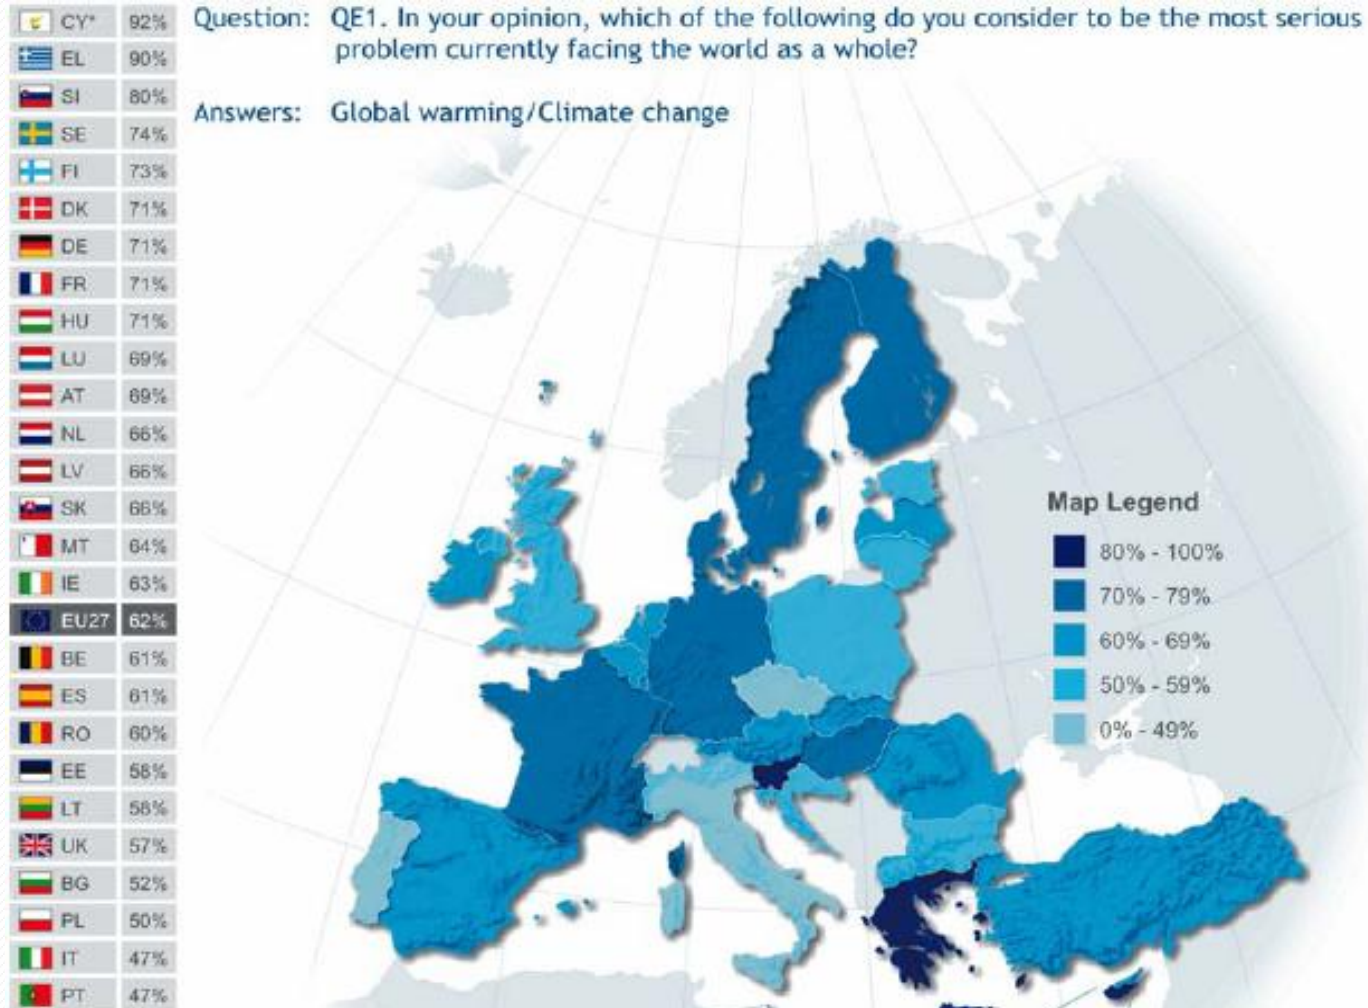 Question: QE1. In your opinion, which of the following do you consider to be the most serious
problem currently facing the world as a whole?
Answers: Global warming/Climate change
CY* 92%
EL 90%
SI 80%
SE 74%
FI 73%
DK 71%
DE 71%
FR 71%
HU 71%
LU 69%
AT 69%
NL 66%
LV 66%
SK 66%
MT 64%
IE 63%
EU27 62%
BE 61%
ES 61%
RO 60%
EE 58%
LT 58%
UK 57%
BG 52%
PL 50%
IT 47%
PT 47%
Map Legend
80% - 100%
70% - 79%
60% - 69%
50% - 59%
0% - 49%